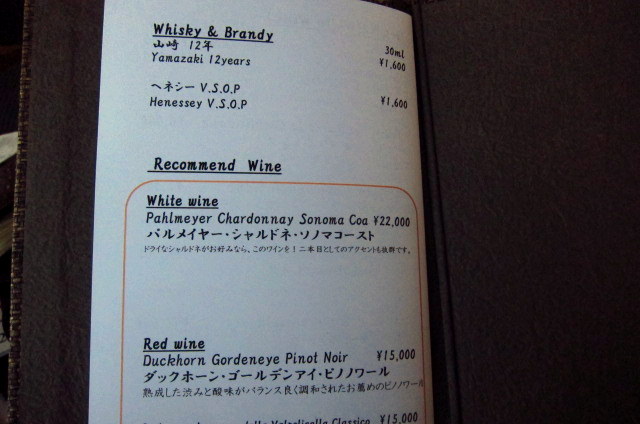 Whisky & Brandy
山崎 12年 30ml
Yamazaki 12years ¥1,600
ヘネシー V.S.O.P
Henessey V.S.O.P ¥1,600
Recommend Wine
White wine
Pahlmeyer Chardonnay Sonoma Coa ¥22,000
パルメイヤー・シャルドネ・ソノマコースト
ドライなシャルドネがお好みなら、このワインを！二本目としてのアクセントも抜群です。
Red wine
Duckhorn Gordeneye Pinot Noir ¥15,000
ダックホーン・ゴールデンアイ・ピノノワール
熟成した渋みと酸味がバランス良く調和されたお薦めのピノノワール
della Valpolicella Classico ¥15,000